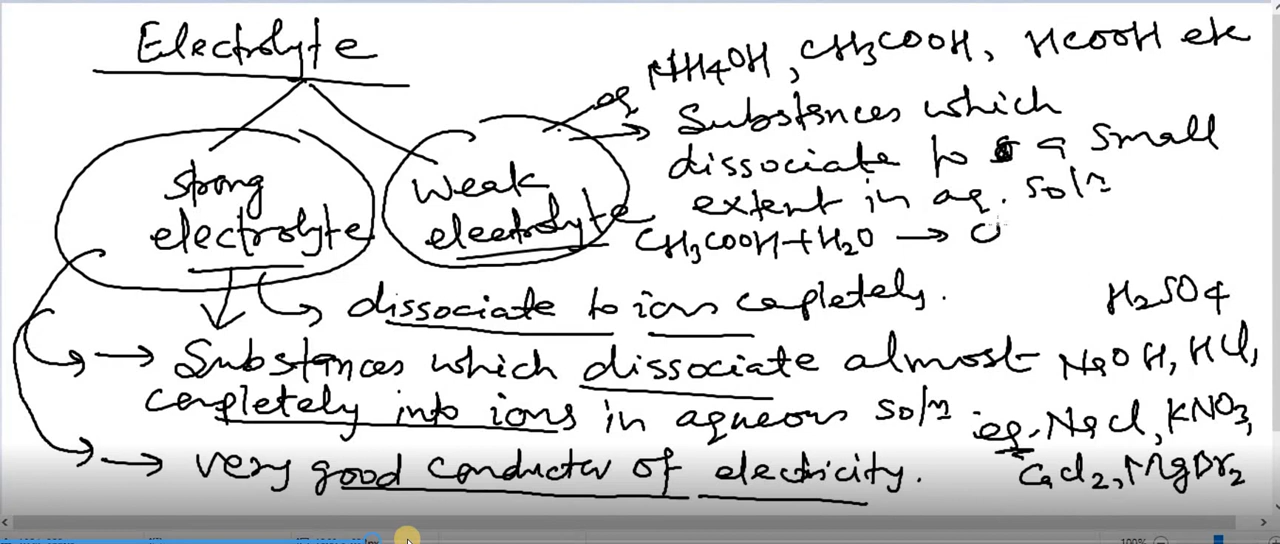 Electrolyte
eg NH4OH, CH3COOH, HCOOH etc
Strong
electrolyte
Weak
electrolyte
Substances which
dissociate to a small
extent in aq. soln
CH3COOH+H2O → C
dissociate to ions capletely.
H2SO4
→ Substances which dissociate almost NaOH, HCl,
completely into ions in aqueous soln eg. NaCl, KNO3,
→ very good conductor of electricity. CaCl2, MgBr2
100%